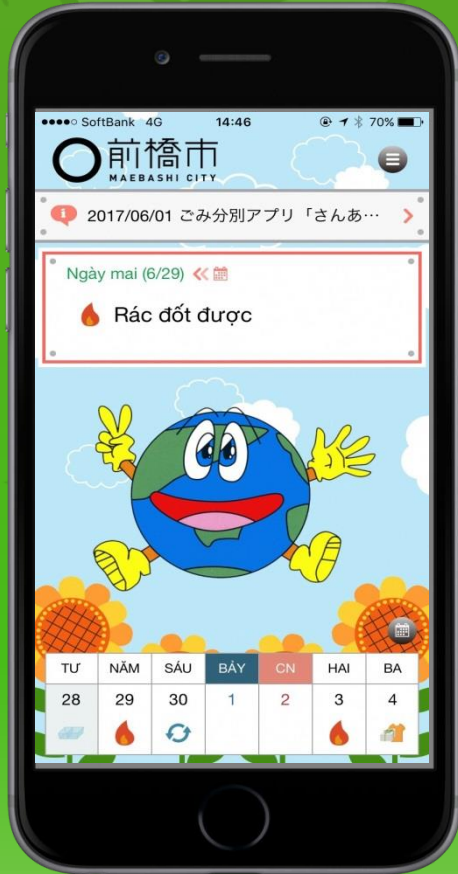 SoftBank 4G 14:46 70%
前橋市
MAEBASHI CITY
2017/06/01 ごみ分別アプリ「さんあ…
Ngày mai (6/29)
Rác đốt được
TƯ NĂM SÁU BẢY CN HAI BA
28 29 30 1 2 3 4